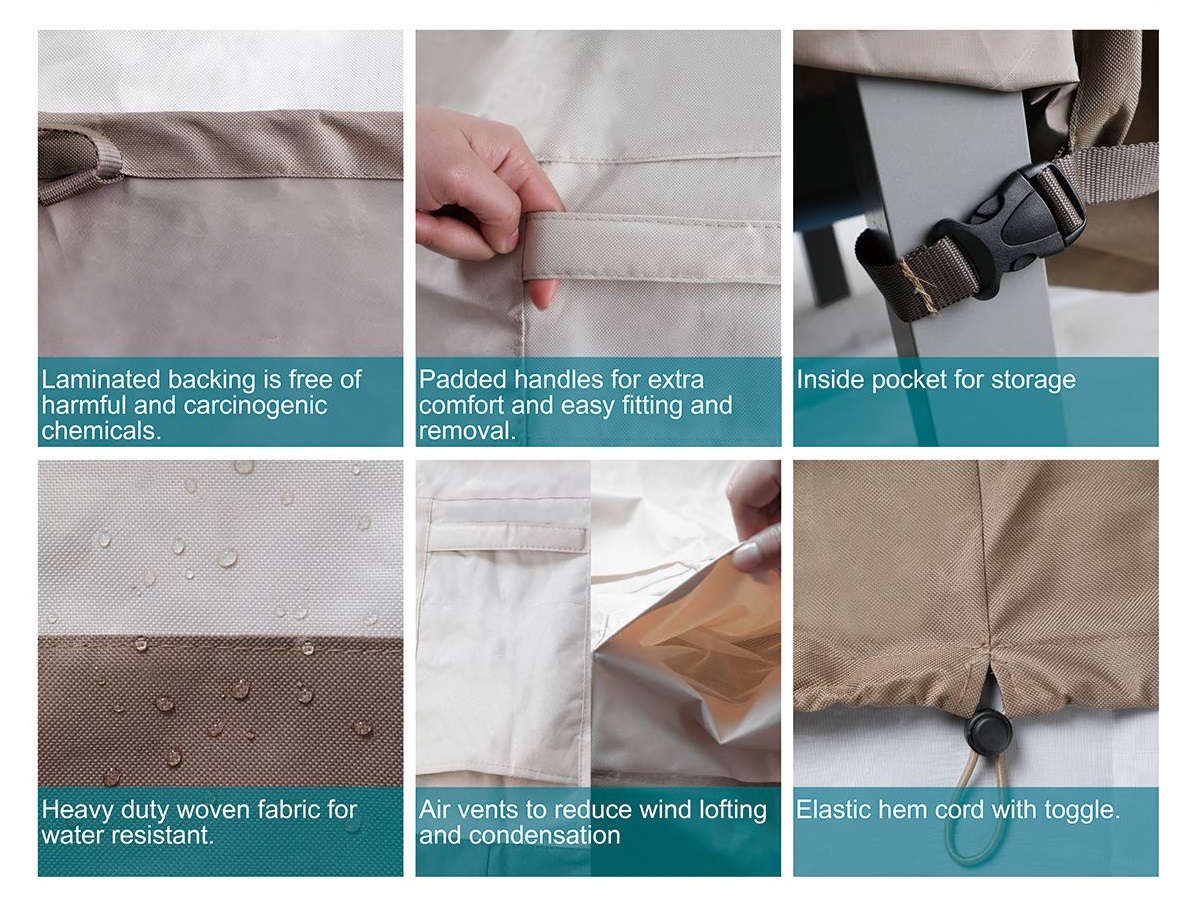 Laminated backing is free of
harmful and carcinogenic
chemicals.
Padded handles for extra
comfort and easy fitting and
removal.
Inside pocket for storage
Heavy duty woven fabric for
water resistant.
Air vents to reduce wind lofting
and condensation
Elastic hem cord with toggle.